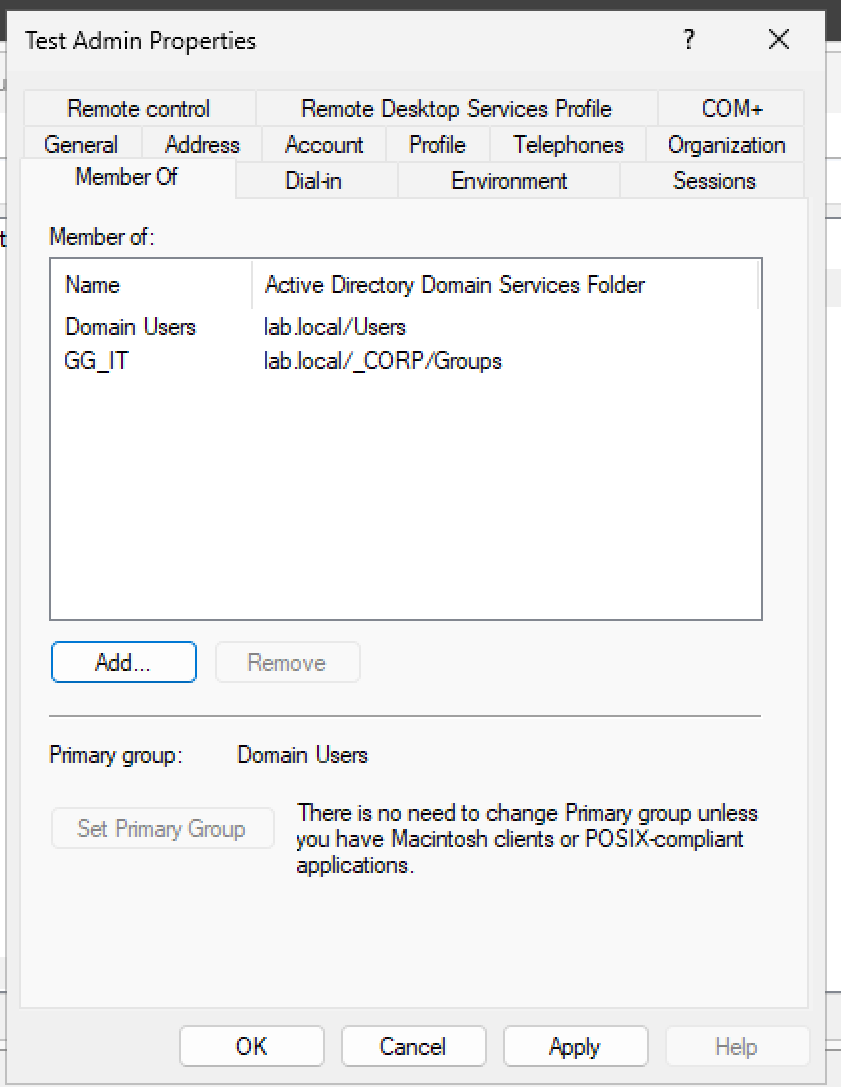 Test Admin Properties ? ×
Remote control Remote Desktop Services Profile COM+
General Address Account Profile Telephones Organization
Member Of Dial-in Environment Sessions
Member of:
Name Active Directory Domain Services Folder
Domain Users lab.local/Users
GG_IT lab.local/_CORP/Groups
Add... Remove
Primary group: Domain Users
Set Primary Group
There is no need to change Primary group unless
you have Macintosh clients or POSIX-compliant
applications.
OK Cancel Apply Help